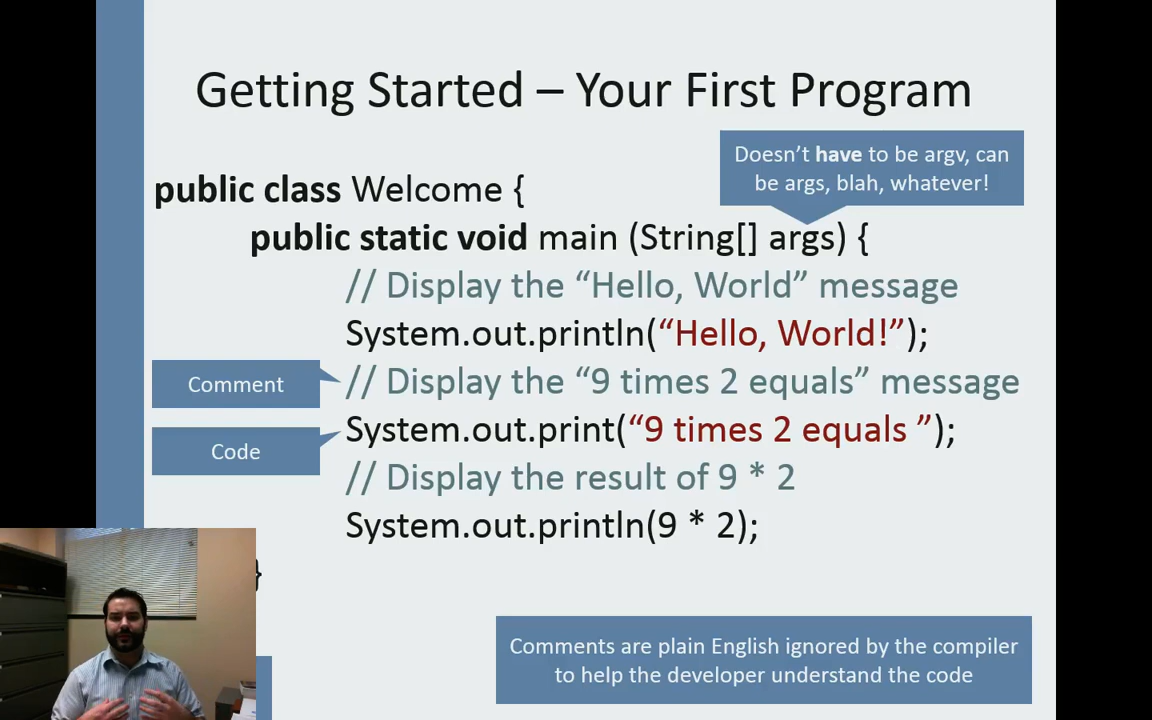 Getting Started – Your First Program
Doesn’t have to be argv, can
be args, blah, whatever!
public class Welcome {
public static void main (String[] args) {
// Display the “Hello, World” message
System.out.println(“Hello, World!”);
Comment
// Display the “9 times 2 equals” message
Code
System.out.print(“9 times 2 equals ”);
// Display the result of 9 * 2
System.out.println(9 * 2);
}
Comments are plain English ignored by the compiler
to help the developer understand the code